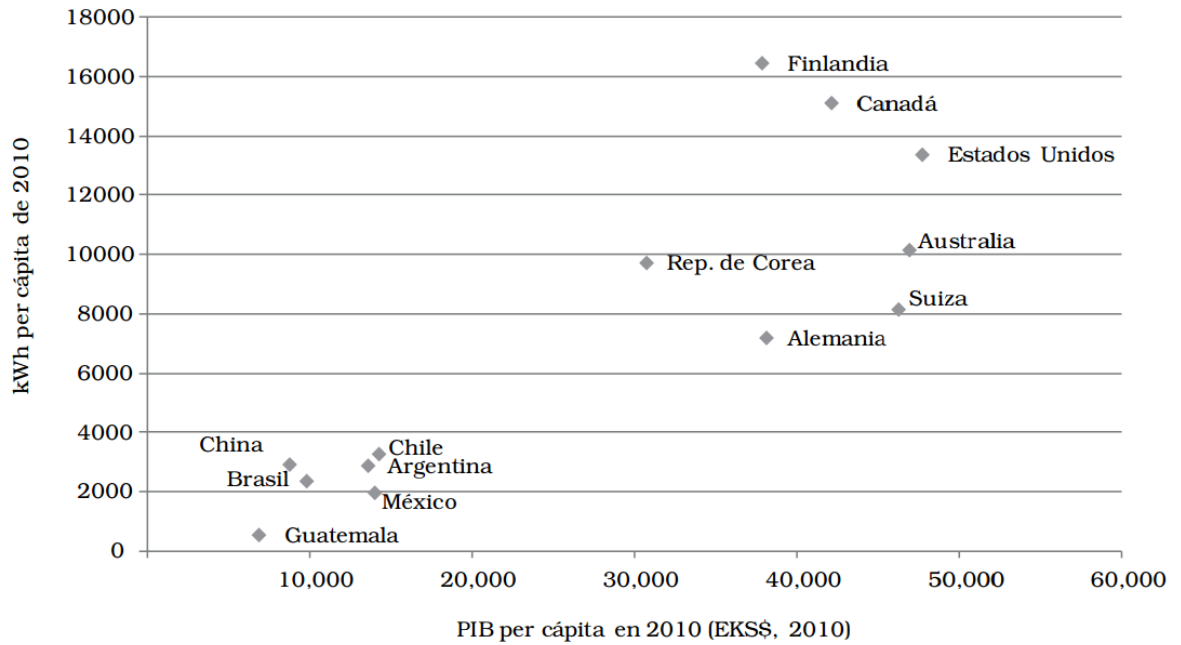 18000
16000
14000
12000
10000
8000
6000
4000
2000
0
kWh per cápita de 2010
Finlandia
Canadá
Estados Unidos
Australia
Rep. de Corea
Suiza
Alemania
China
Chile
Argentina
Brasil
México
Guatemala
10,000 20,000 30,000 40,000 50,000 60,000
PIB per cápita en 2010 (EKS$, 2010)